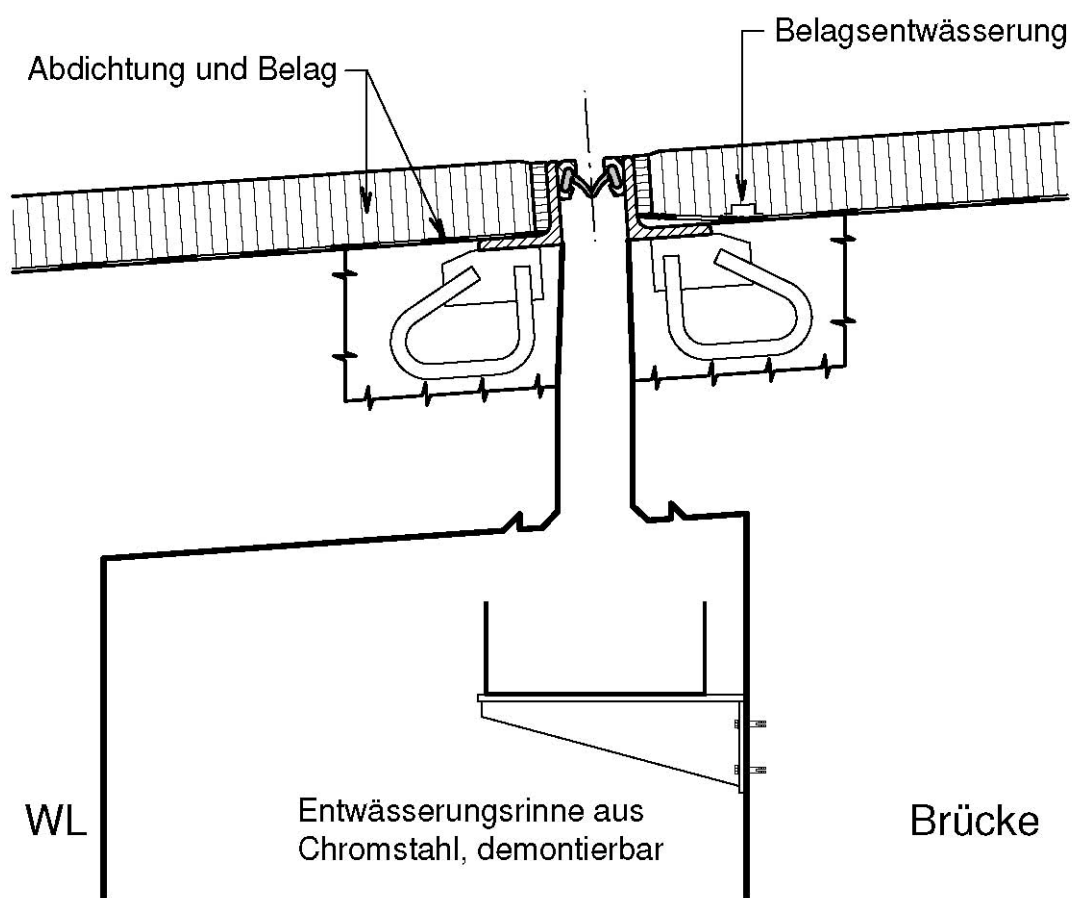 Belagsentwässerung
Abdichtung und Belag
Entwässerungsrinne aus
Chromstahl, demontierbar
WL
Brücke